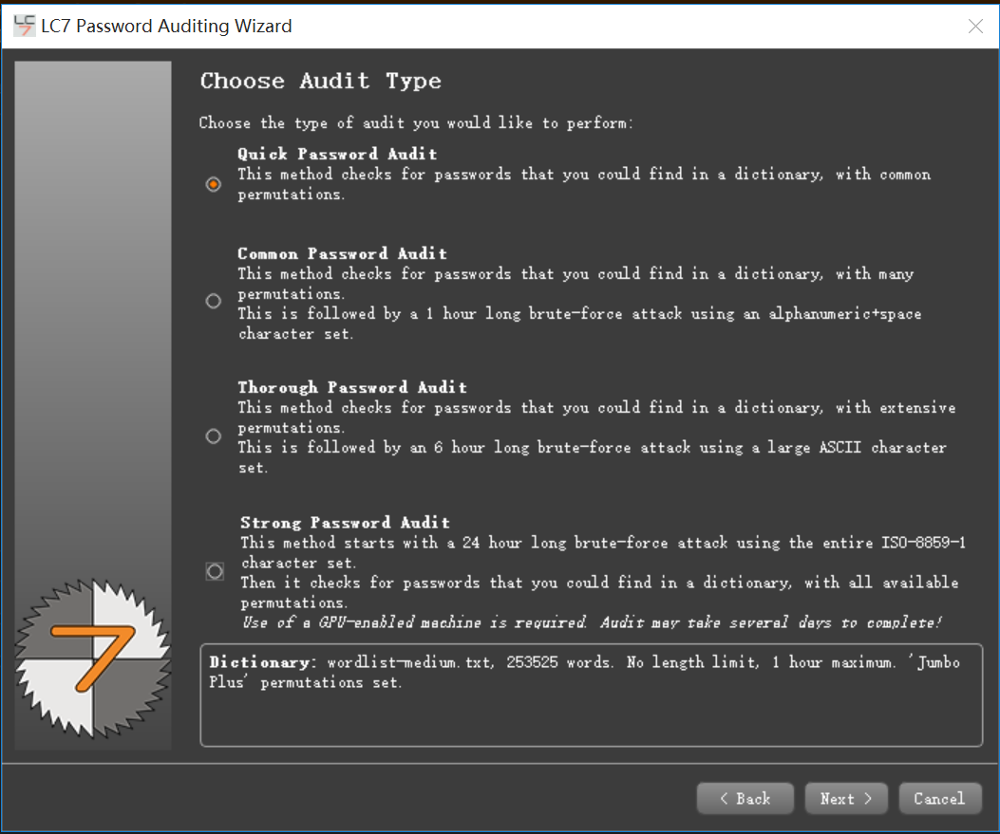 LC7 Password Auditing Wizard
Choose Audit Type
Choose the type of audit you would like to perform:
Quick Password Audit
This method checks for passwords that you could find in a dictionary, with common
permutations.
Common Password Audit
This method checks for passwords that you could find in a dictionary, with many
permutations.
This is followed by a 1 hour long brute-force attack using an alphanumeric+space
character set.
Thorough Password Audit
This method checks for passwords that you could find in a dictionary, with extensive
permutations.
This is followed by an 6 hour long brute-force attack using a large ASCII character
set.
Strong Password Audit
This method starts with a 24 hour long brute-force attack using the entire ISO-8859-1
character set.
Then it checks for passwords that you could find in a dictionary, with all available
permutations.
Use of a GPU-enabled machine is required. Audit may take several days to complete!
7
Dictionary: wordlist-medium.txt, 253525 words. No length limit, 1 hour maximum. 'Jumbo
Plus' permutations set.
< Back
Next >
Cancel